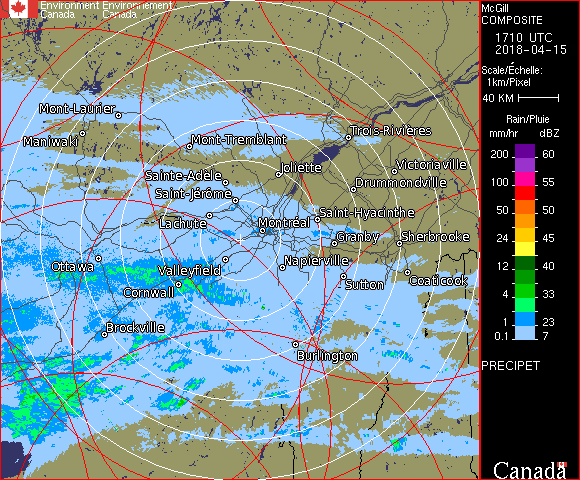 Environment Environnement
Canada Canada
McGill
COMPOSITE
1710 UTC
2018-04-15
Scale/Échelle:
1km/Pixel
40 KM
Rain/Pluie
mm/hr dBZ
200 60
100 55
50 50
24 45
12 40
4 33
1 23
0.1 7
PRECIPET
Canada
Mont-Laurier
Maniwaki
Mont-Tremblant
Trois-Rivières
Joliette
Victoriaville
Sainte-Adèle
Drummondville
Saint-Jérôme
Saint-Hyacinthe
Lachute
Montréal
Granby
Sherbrooke
Ottawa
Valleyfield
Napierville
Coaticook
Sutton
Cornwall
Brockville
Burlington